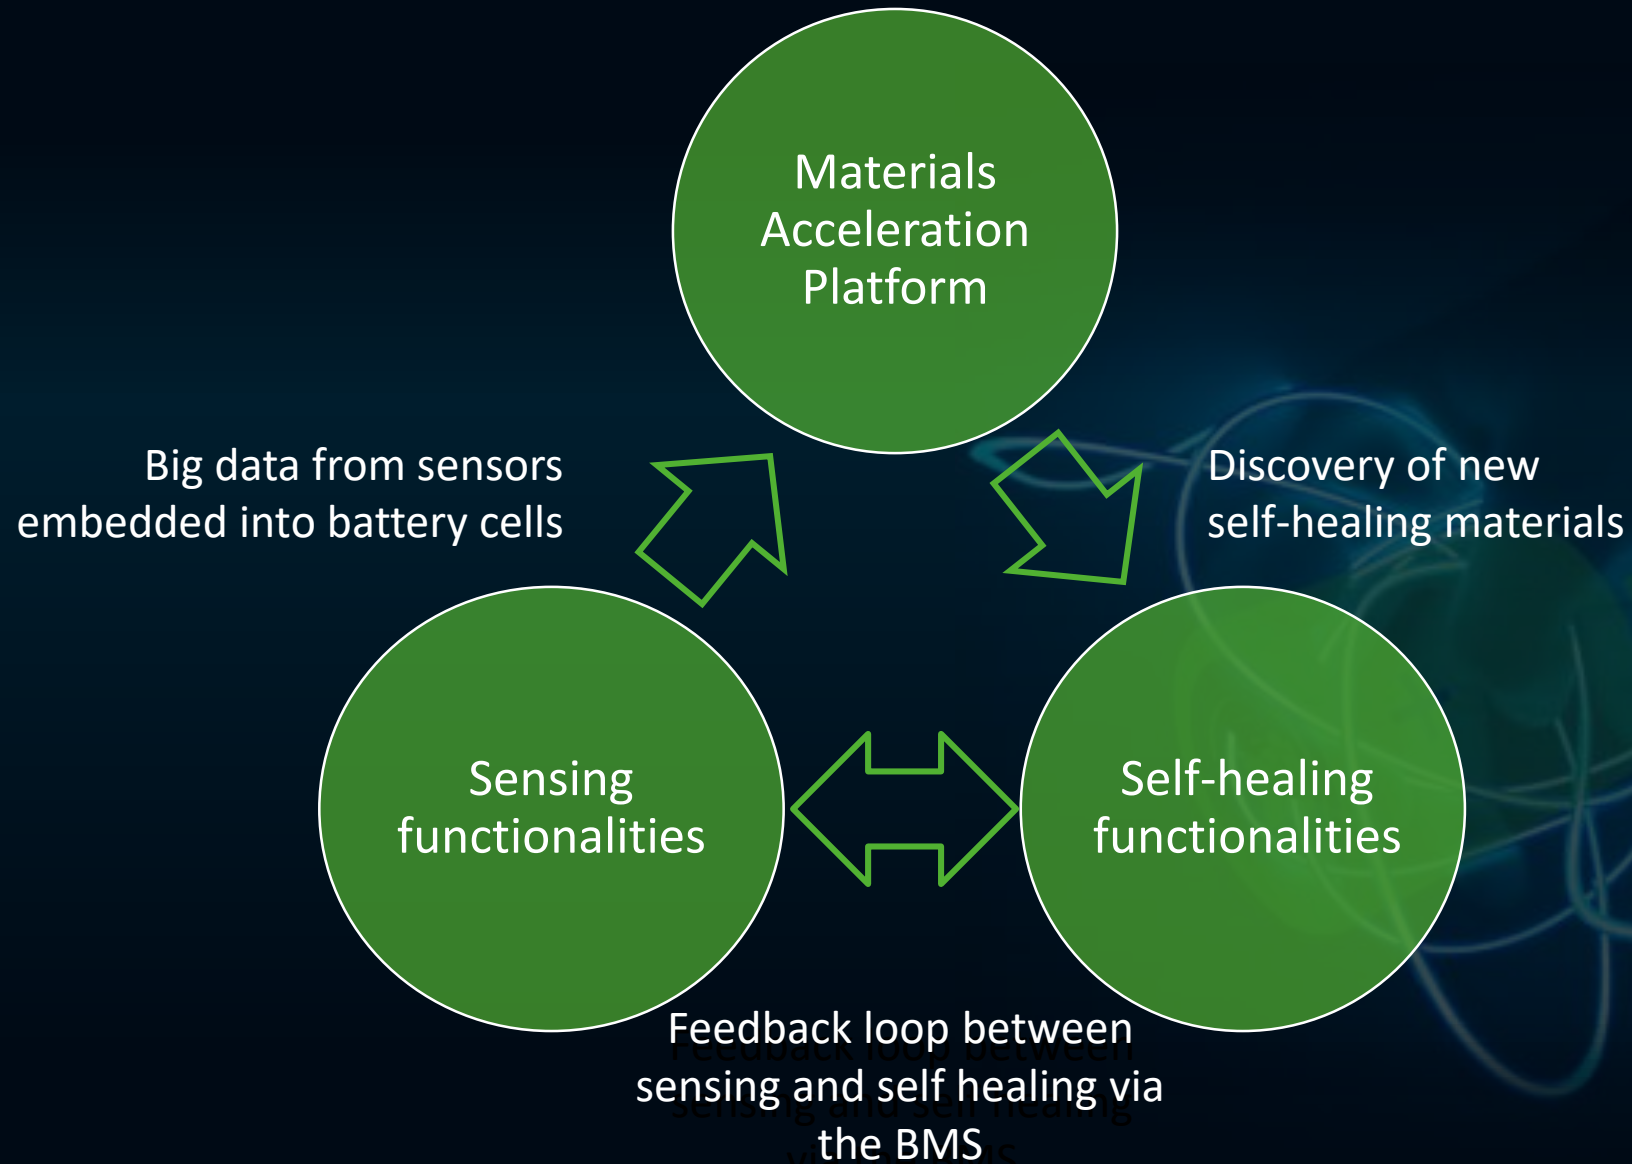 Materials
Acceleration
Platform
Big data from sensors
embedded into battery cells
Discovery of new
self-healing materials
Sensing
functionalities
Self-healing
functionalities
Feedback loop between
sensing and self healing via
the BMS